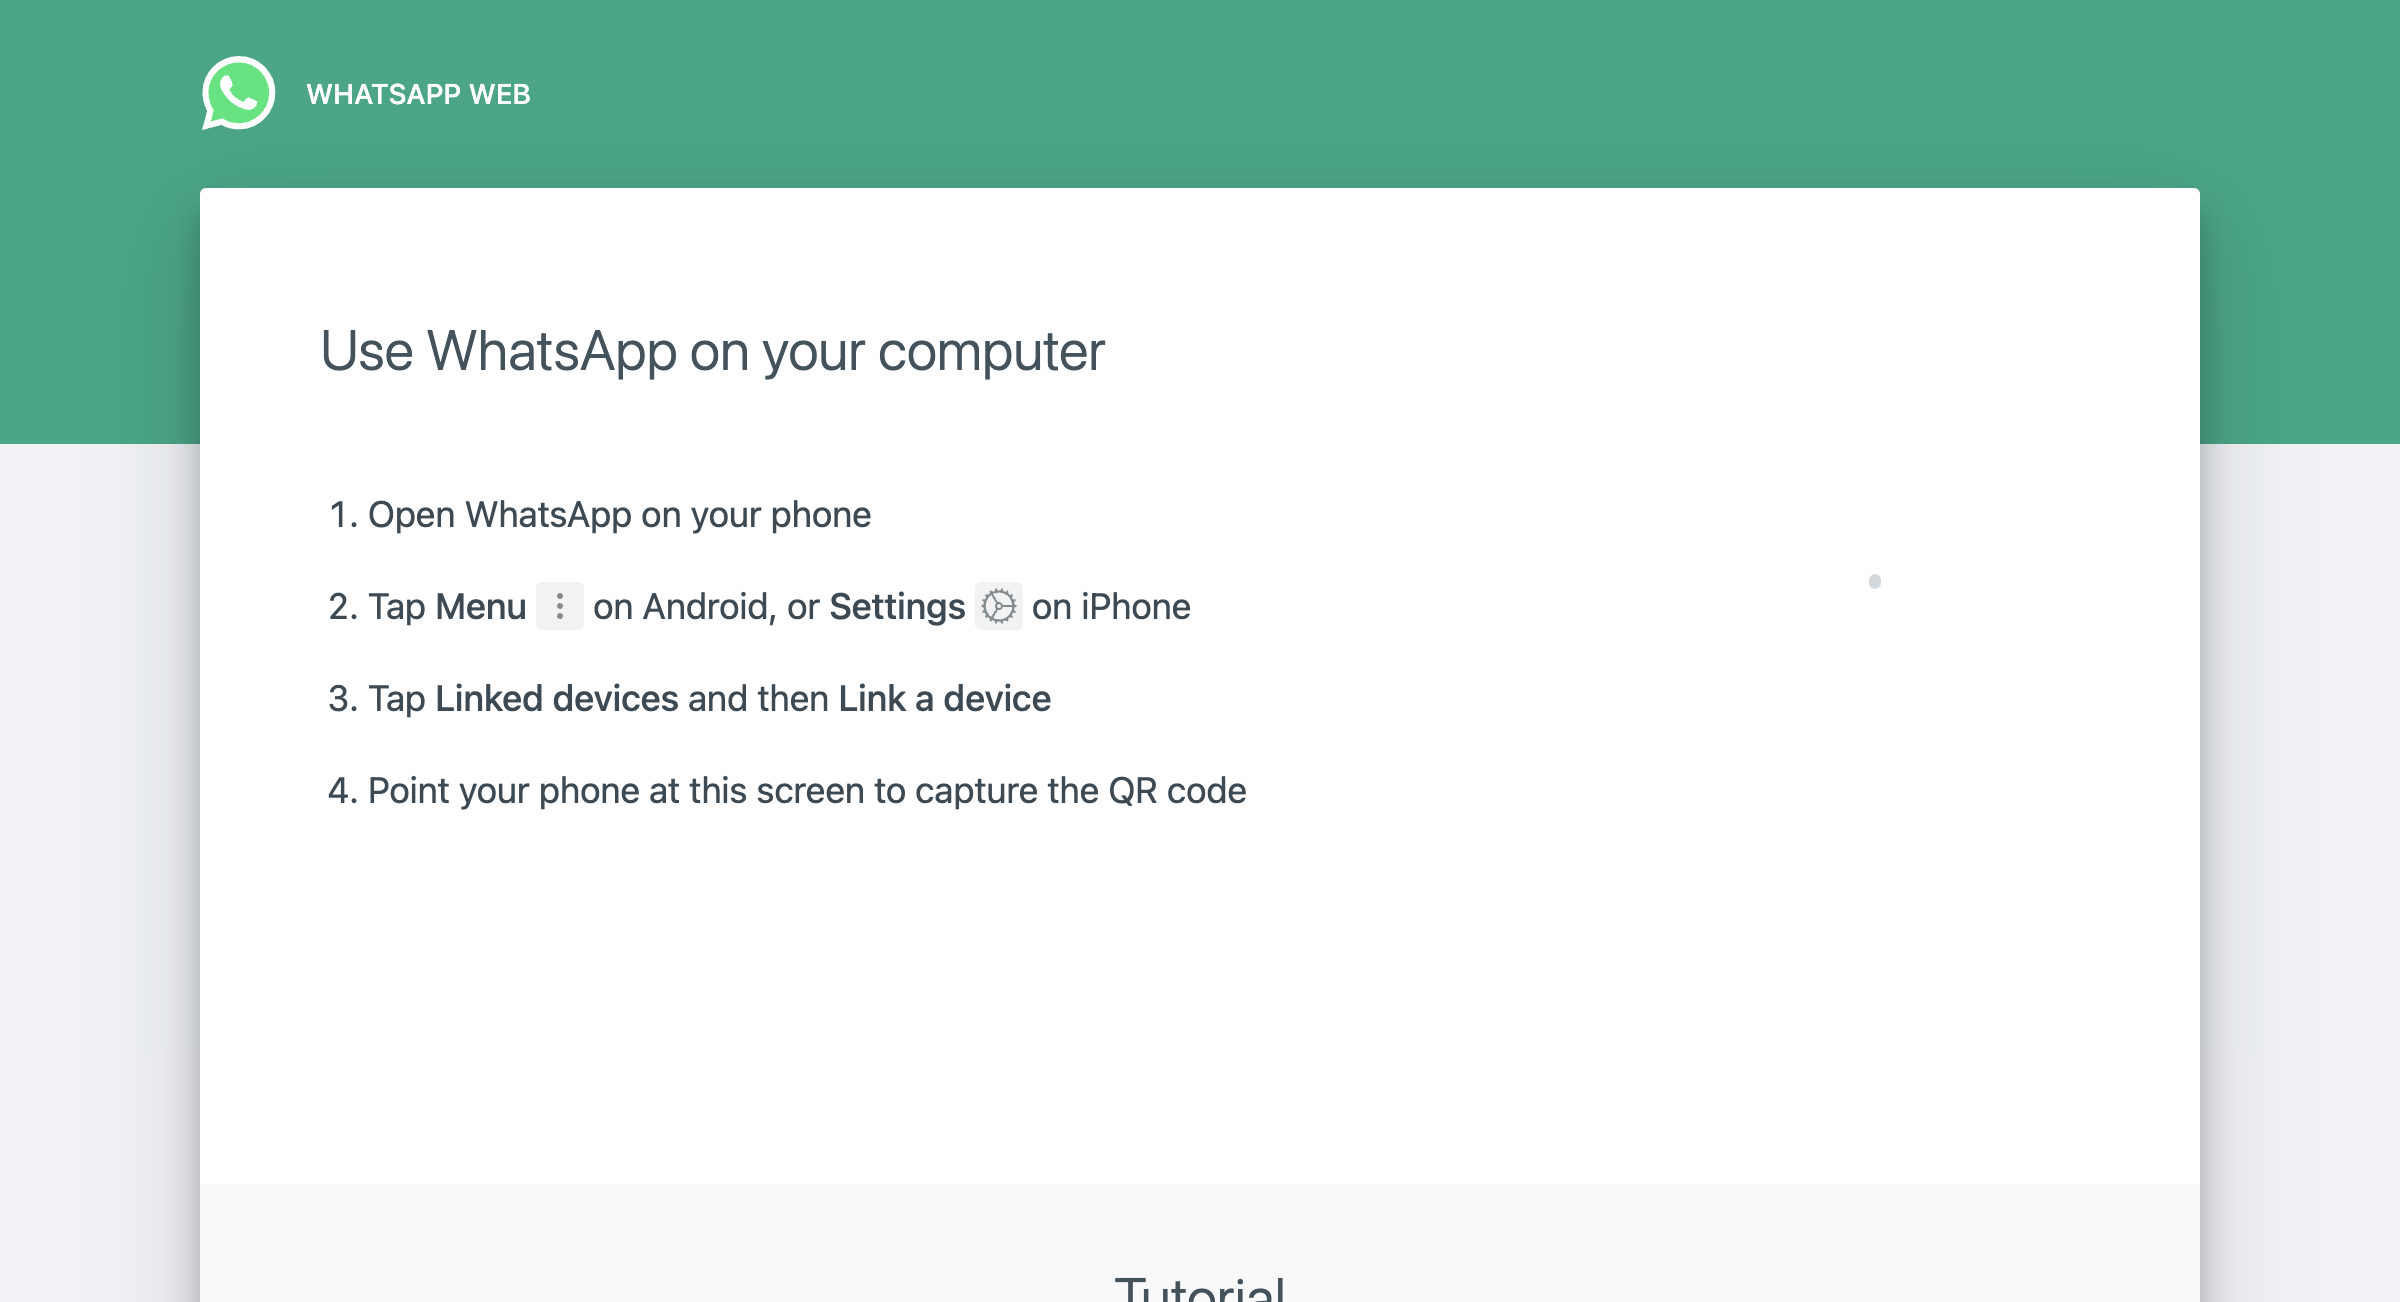 WHATSAPP WEB
Use WhatsApp on your computer
1. Open WhatsApp on your phone
2. Tap Menu on Android, or Settings on iPhone
3. Tap Linked devices and then Link a device
4. Point your phone at this screen to capture the QR code
Tutorial